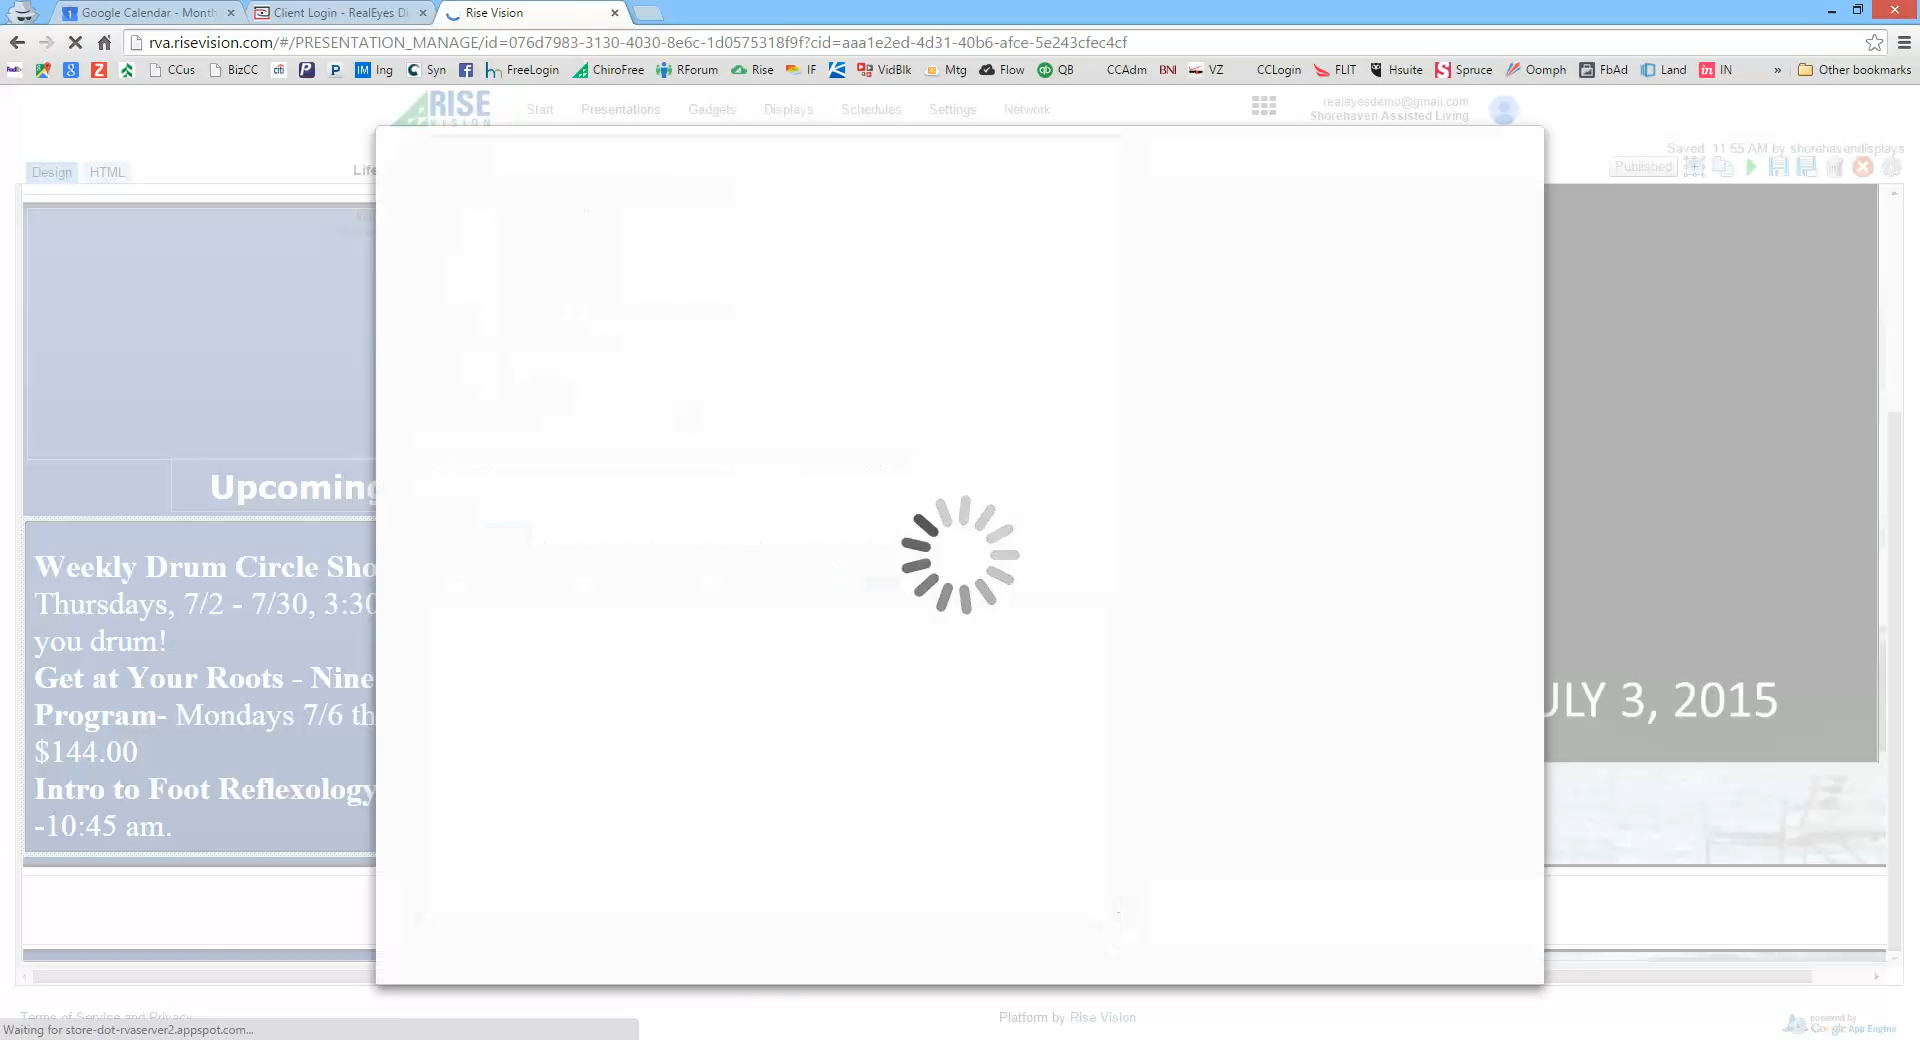 Google Calendar - Month
Client Login - RealEyes Di
Rise Vision
rva.risevision.com/#/PRESENTATION_MANAGE/id=076d7983-3130-4030-8e6c-1d0575318f9f?cid=aaa1e2ed-4d31-40b6-afce-5e243cfec4cf
CCus BizCC citi IM Ing Syn FreeLogin ChiroFree RForum Rise IF VidBlk Mtg Flow QB CCAdm BNI VZ CCLogin FLIT Hsuite Spruce Oomph FbAd Land in IN » Other bookmarks
RISE VISION
Start Presentations Gadgets Displays Schedules Settings Network
realeyesdemo@gmail.com
Shorehaven Assisted Living
Saved 11:55 AM by shorehavendisplays
Design HTML
Life
Published
Upcoming
Weekly Drum Circle Sho
Thursdays, 7/2 - 7/30, 3:30
you drum!
Get at Your Roots - Nine
Program- Mondays 7/6 th
$144.00
Intro to Foot Reflexology
-10:45 am.
ULY 3, 2015
Terms of Service and Privacy
Platform by Rise Vision
powered by
Google App Engine
Waiting for store-dot-rvaserver2.appspot.com...